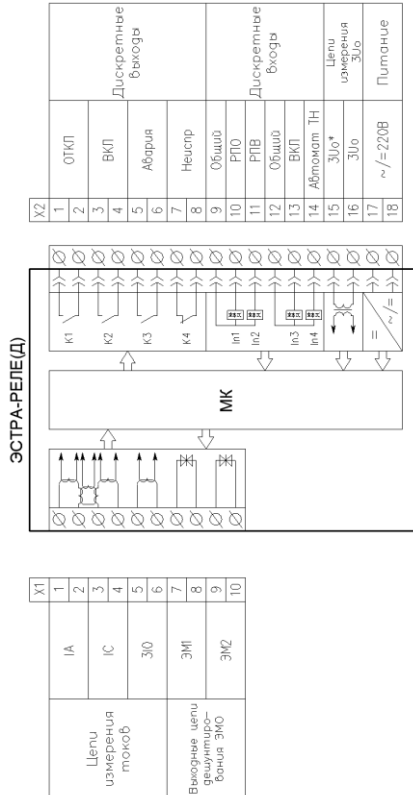 ЭСТРА-РЕЛЕ(Д)
X1
Цепи
измерения
токов
IA
1
2
IC
3
4
3I0
5
6
Выходные цепи
дешунтиро-
вания ЭМО
ЭМ1
7
8
ЭМ2
9
10
МК
K1
K2
K3
K4
In1
In2
In3
In4
=
~/=
X2
1
2
ОТКЛ
3
4
ВКЛ
5
6
Авария
7
8
Неиспр
Дискретные
выходы
9
Общий
10
РПО
11
РПВ
12
Общий
13
ВКЛ
14
Автомат ТН
Дискретные
входы
15
3Uo*
16
3Uo
Цепи
измерения
3Uo
17
18
~/=220В
Питание